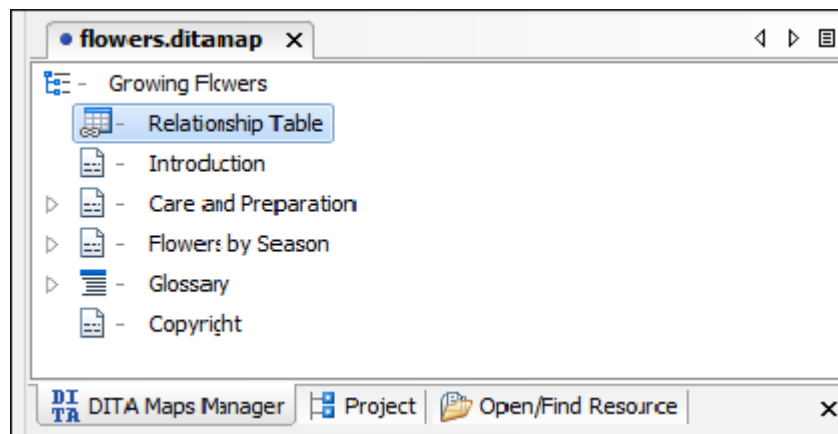 flowers.ditamap
Growing Flowers
Relationship Table
Introduction
Care and Preparation
Flowers by Season
Glossary
Copyright
DITA DITA Maps Manager Project Open/Find Resource